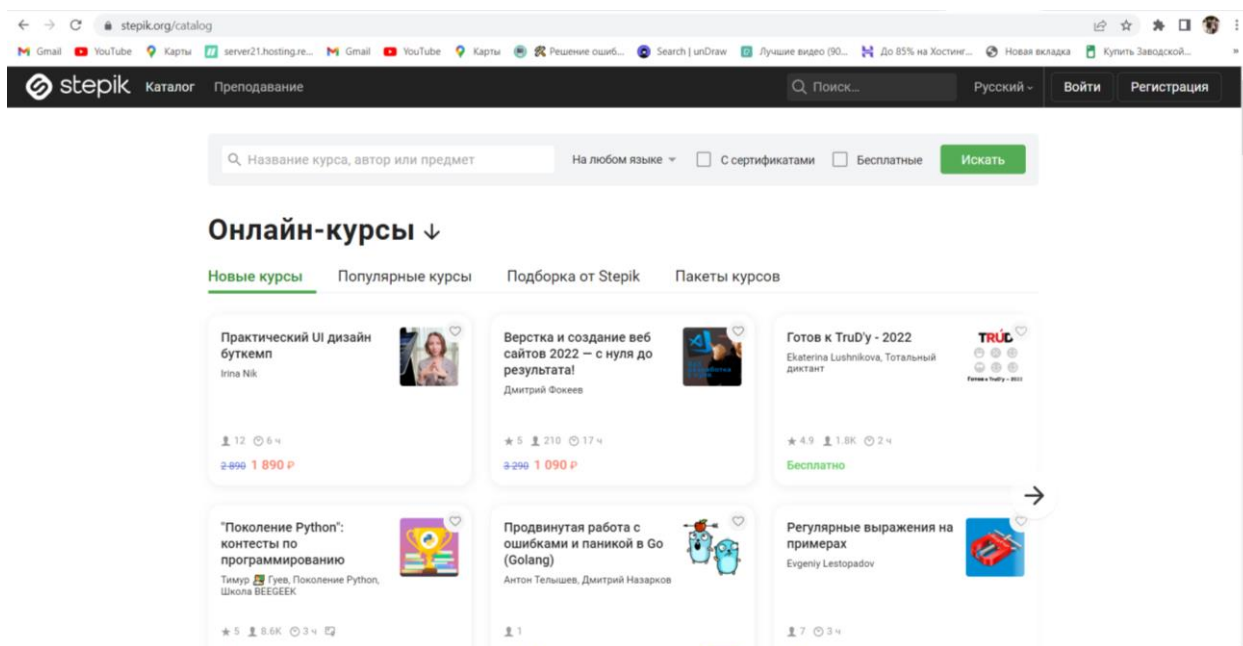 stepik.org/catalog
Gmail YouTube Карты server21.hosting.re... Gmail YouTube Карты Решение ошиб... Search | unDraw Лучшие видео (90... До 85% на Хостинг... Новая вкладка Купить Заводской... »
stepik Каталог Преподавание Поиск... Русский Войти Регистрация
Название курса, автор или предмет На любом языке С сертификатами Бесплатные Искать
Онлайн-курсы ↓
Новые курсы Популярные курсы Подборка от Stepik Пакеты курсов
Практический UI дизайн
буткемп
Irina Nik
12 6 ч
2 890 1 890 ₽
Верстка и создание веб
сайтов 2022 — с нуля до
результата!
Дмитрий Фокеев
5 210 17 ч
3 290 1 090 ₽
Готов к TruD'у - 2022
Ekaterina Lushnikova, Тотальный
диктант
4.9 1.8K 2 ч
Бесплатно
"Поколение Python":
контесты по
программированию
Тимур Гуев, Поколение Python,
Школа BEEGEEK
5 8.6K 3 ч
Продвинутая работа с
ошибками и паникой в Go
(Golang)
Антон Телышев, Дмитрий Назарков
1
Регулярные выражения на
примерах
Evgeniy Lestopadov
7 3 ч